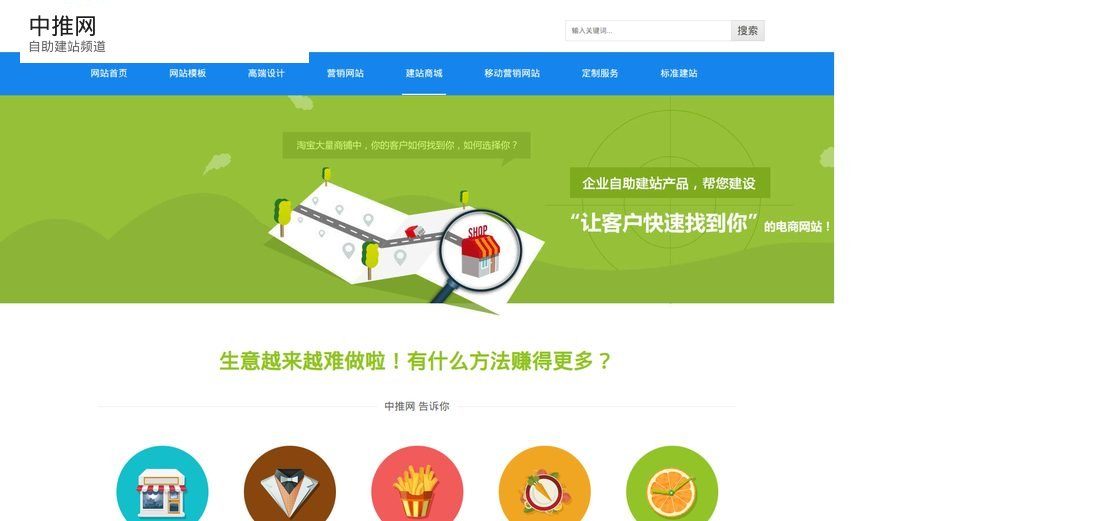 中推网
自助建站频道
输入关键词...
搜索
网站首页 网站模板 高端设计 营销网站 建站商城 移动营销网站 定制服务 标准建站
淘宝大量商铺中，你的客户如何找到你，如何选择你？
企业自助建站产品，帮您建设
“让客户快速找到你” 的电商网站！
SHOP
生意越来越难做啦！有什么方法赚得更多？
中推网 告诉你